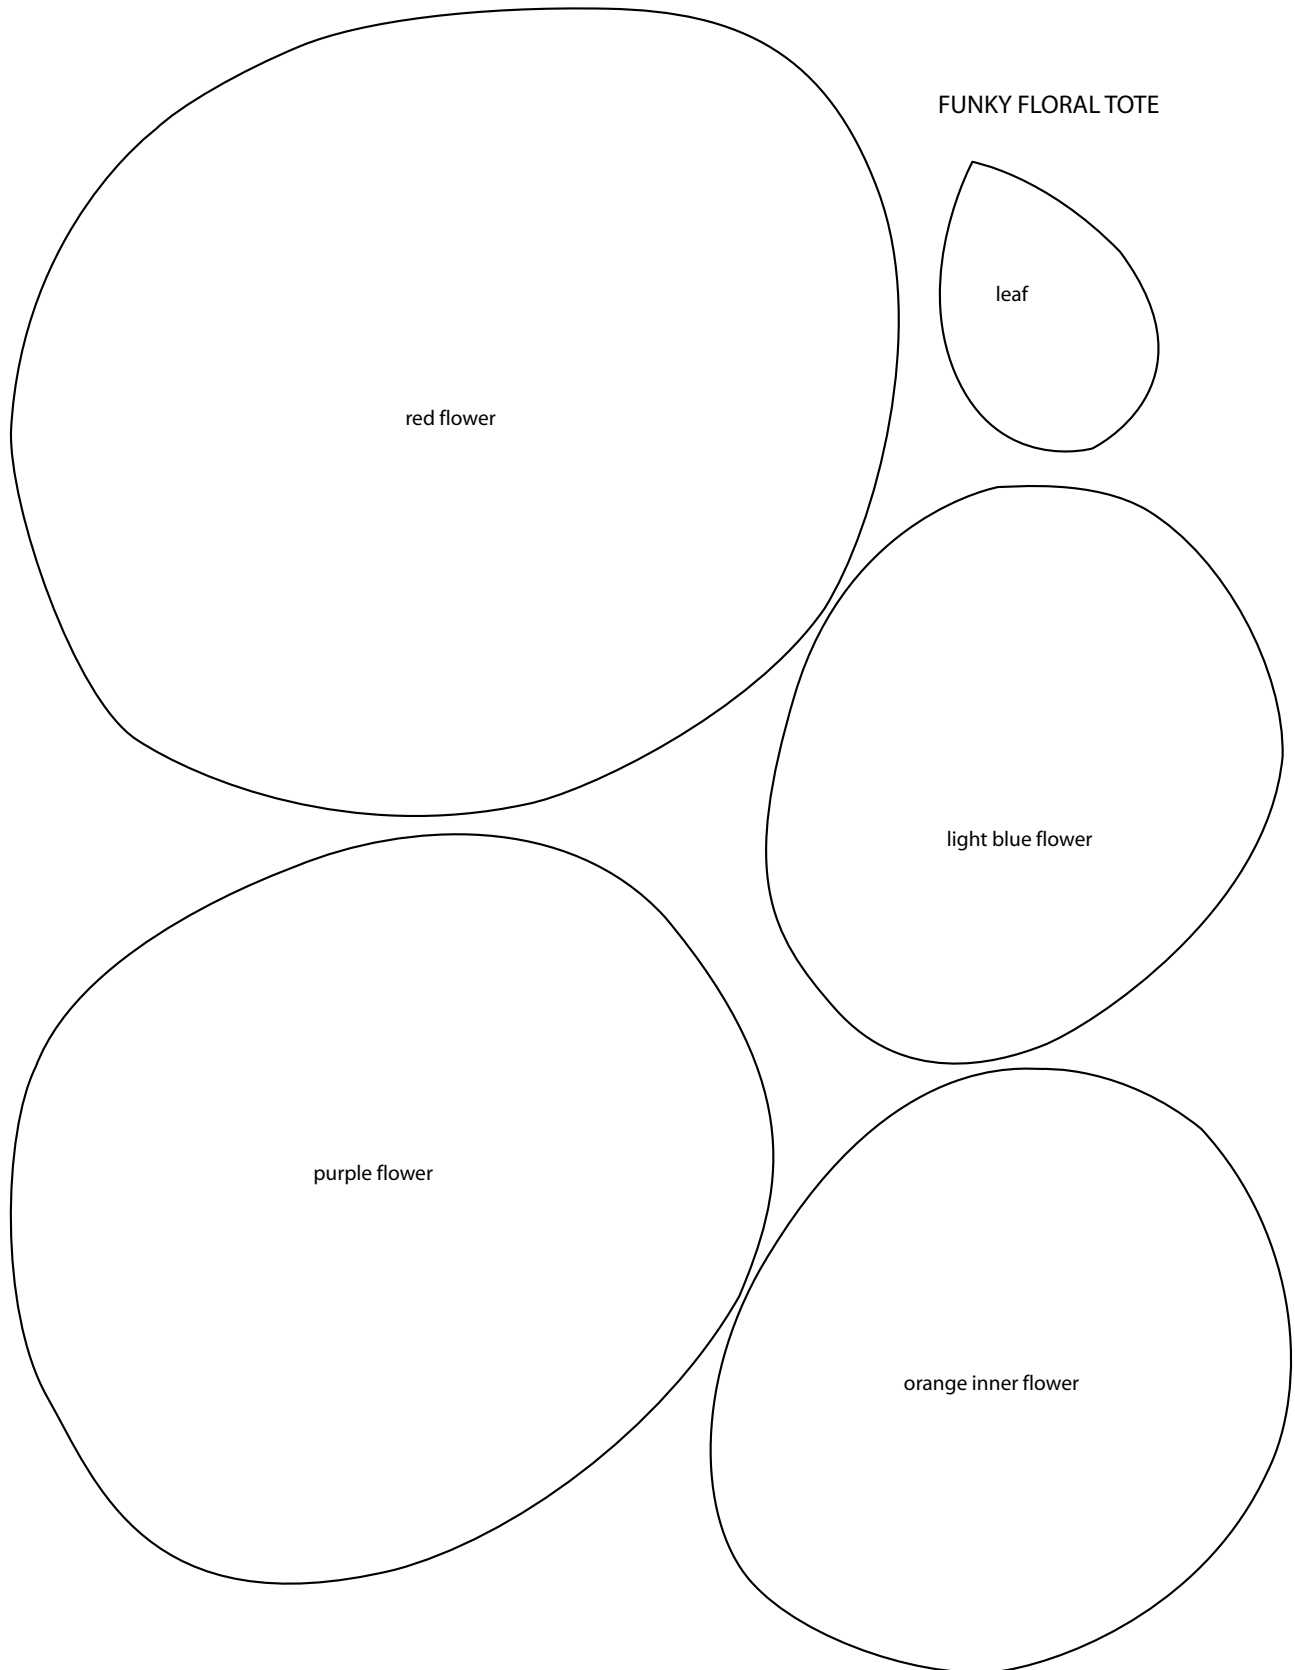 FUNKY FLORAL TOTE
leaf
red flower
light blue flower
purple flower
orange inner flower